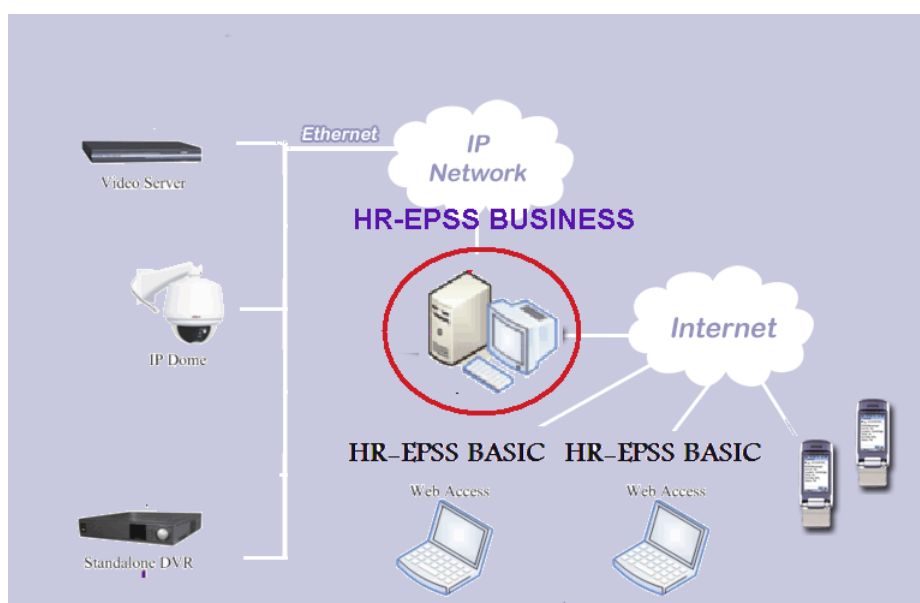 Ethernet
IP
Network
Video Server
HR-EPSS BUSINESS
Internet
IP Dome
HR-EPSS BASIC
HR-EPSS BASIC
Web Access
Web Access
Standalone DVR